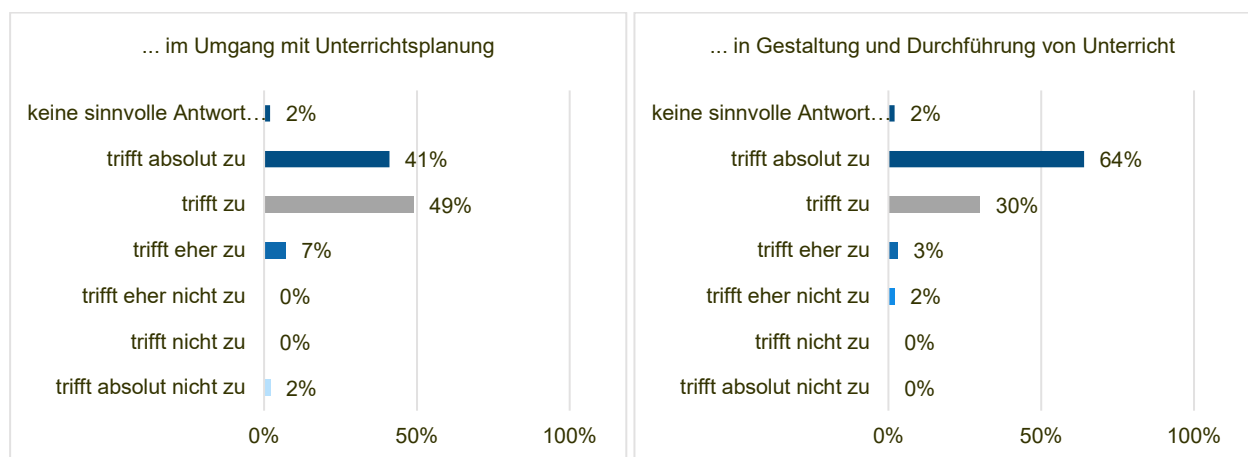 ... im Umgang mit Unterrichtsplanung
keine sinnvolle Antwort… 2%
trifft absolut zu 41%
trifft zu 49%
trifft eher zu 7%
trifft eher nicht zu 0%
trifft nicht zu 0%
trifft absolut nicht zu 2%
0% 50% 100%
... in Gestaltung und Durchführung von Unterricht
keine sinnvolle Antwort… 2%
trifft absolut zu 64%
trifft zu 30%
trifft eher zu 3%
trifft eher nicht zu 2%
trifft nicht zu 0%
trifft absolut nicht zu 0%
0% 50% 100%